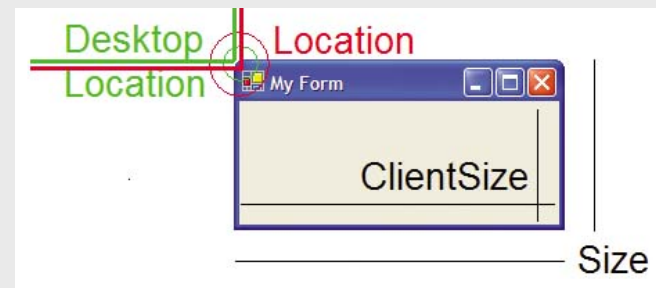 Desktop
Location
Location
My Form
ClientSize
Size